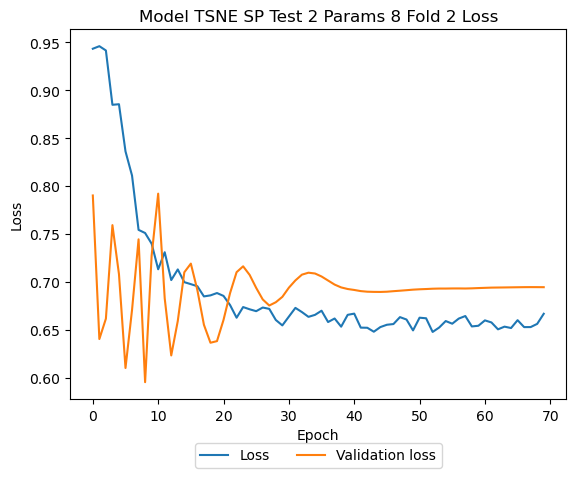 Model TSNE SP Test 2 Params 8 Fold 2 Loss
0.95
0.90
0.85
0.80
0.75
0.70
0.65
0.60
Loss
0 10 20 30 40 50 60 70
Epoch
Loss Validation loss